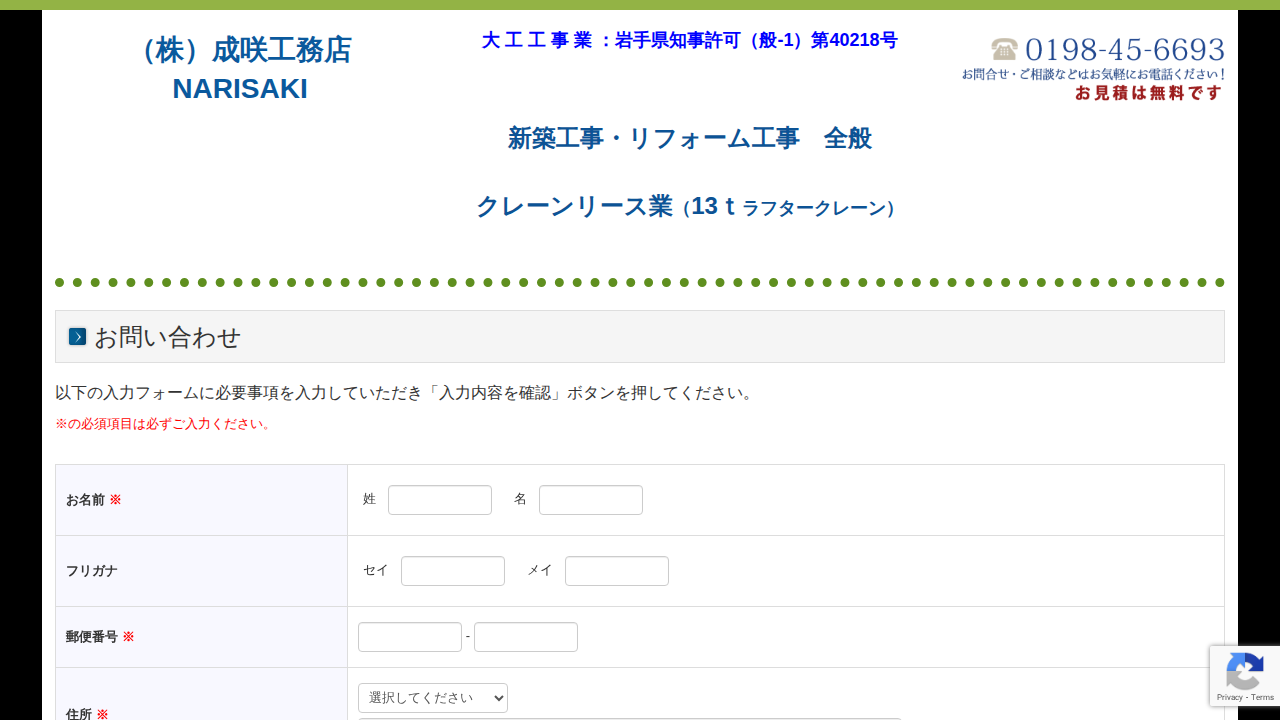 （株）成咲工務店
NARISAKI
大 工 工 事 業 ：岩手県知事許可（般-1）第40218号
新築工事・リフォーム工事　全般
クレーンリース業（13ｔラフタークレーン）
0198-45-6693
お問合せ・ご相談などはお気軽にお電話ください！
お見積は無料です
お問い合わせ
以下の入力フォームに必要事項を入力していただき「入力内容を確認」ボタンを押してください。
※の必須項目は必ずご入力ください。
お名前 ※ 姓 名
フリガナ セイ メイ
郵便番号 ※ -
住所 ※ 選択してください
Privacy - Terms